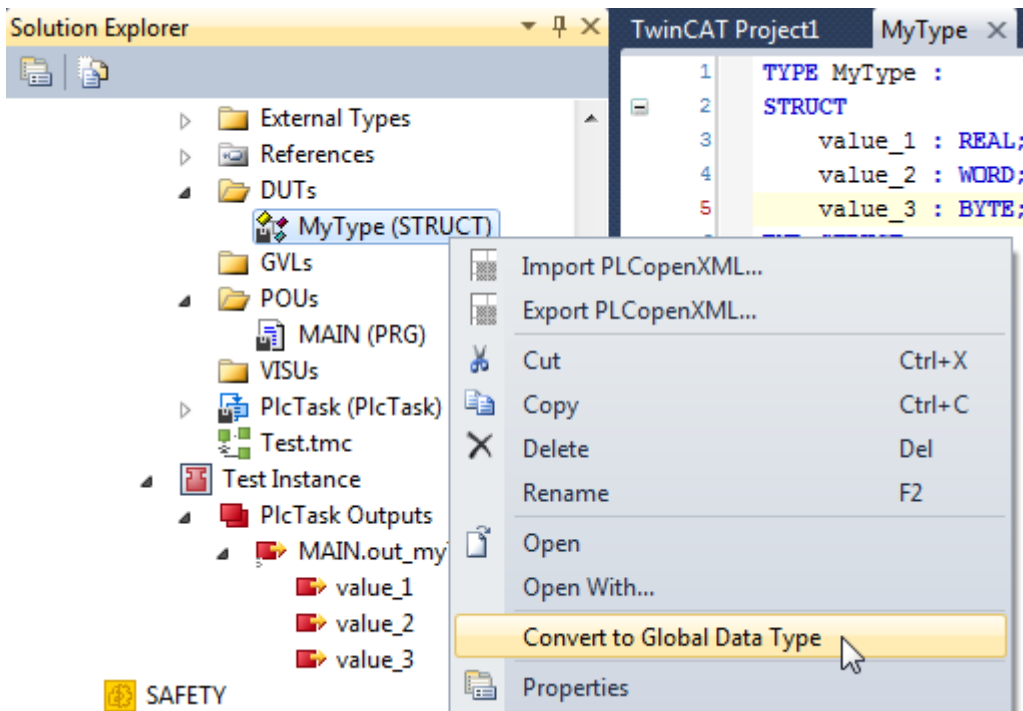 Solution Explorer
TwinCAT Project1
MyType
1 TYPE MyType :
2 STRUCT
3 value_1 : REAL;
4 value_2 : WORD;
5 value_3 : BYTE;
External Types
References
DUTs
MyType (STRUCT)
GVLs
POUs
MAIN (PRG)
VISUs
PlcTask (PlcTask)
Test.tmc
Test Instance
PlcTask Outputs
MAIN.out_my
value_1
value_2
value_3
SAFETY
Import PLCopenXML...
Export PLCopenXML...
Cut Ctrl+X
Copy Ctrl+C
Delete Del
Rename F2
Open
Open With...
Convert to Global Data Type
Properties